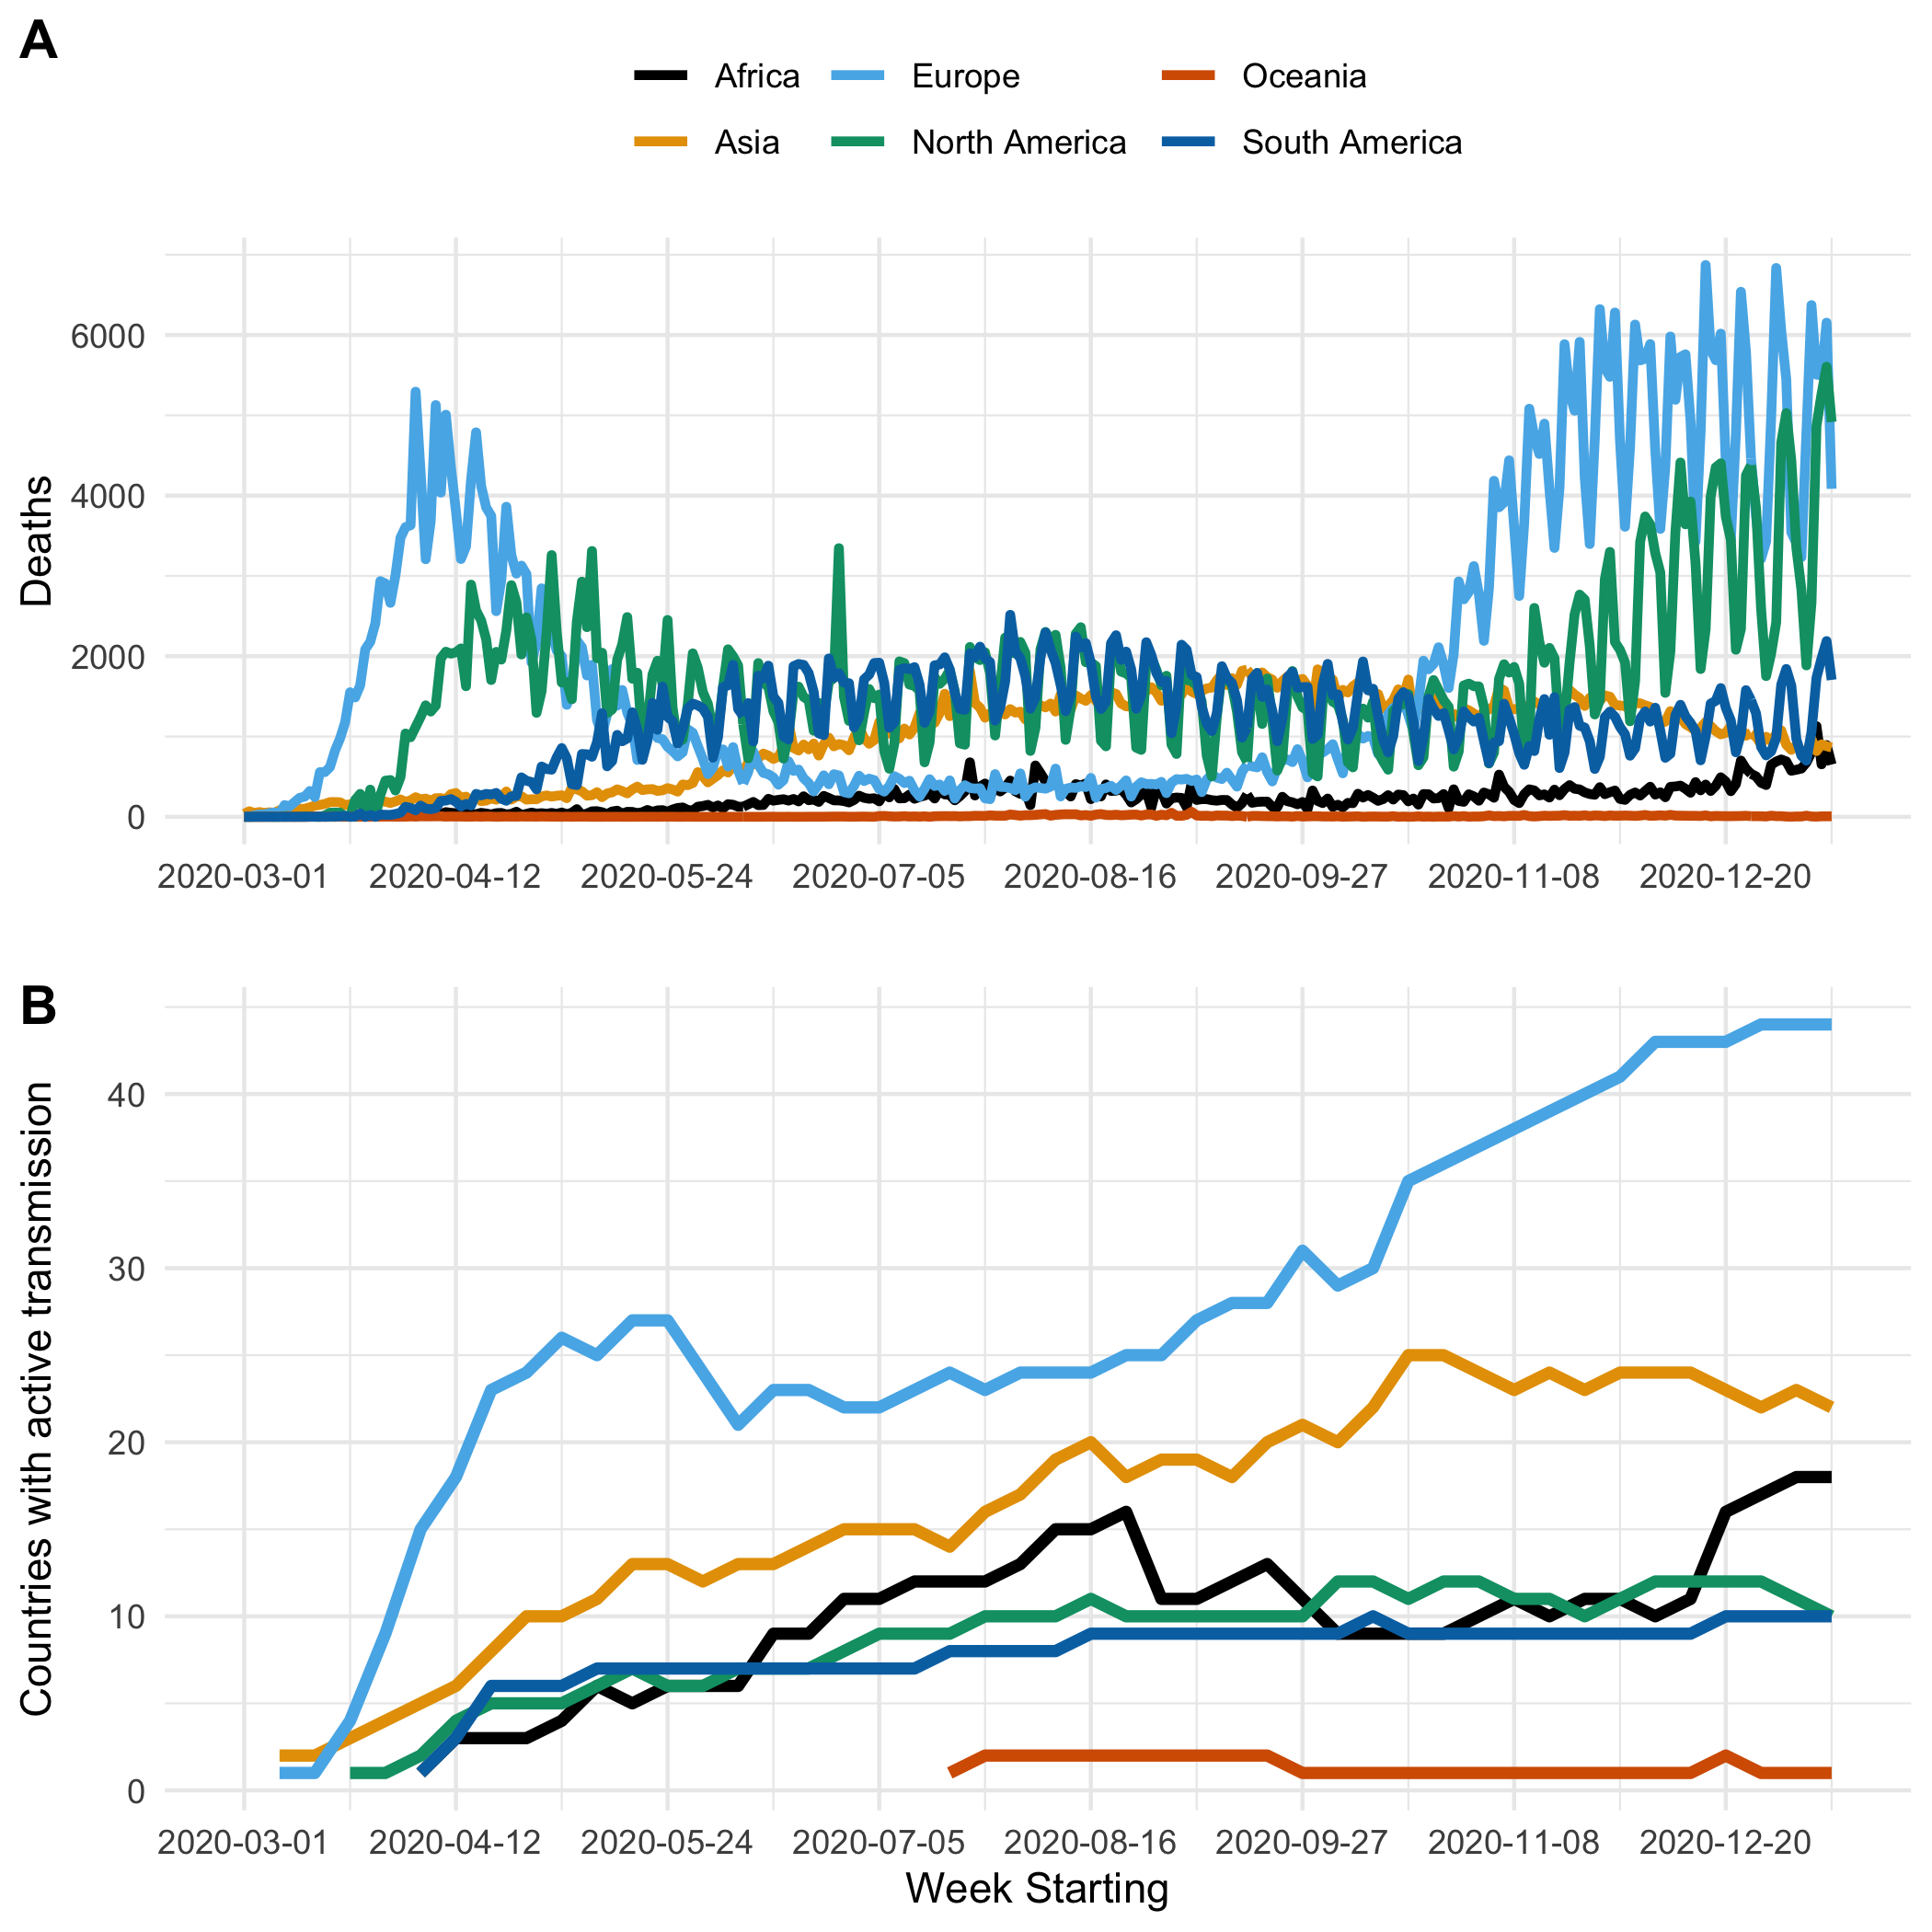 A
Africa Europe Oceania
Asia North America South America
Deaths
6000
4000
2000
0
2020-03-01 2020-04-12 2020-05-24 2020-07-05 2020-08-16 2020-09-27 2020-11-08 2020-12-20
B
Countries with active transmission
40
30
20
10
0
2020-03-01 2020-04-12 2020-05-24 2020-07-05 2020-08-16 2020-09-27 2020-11-08 2020-12-20
Week Starting